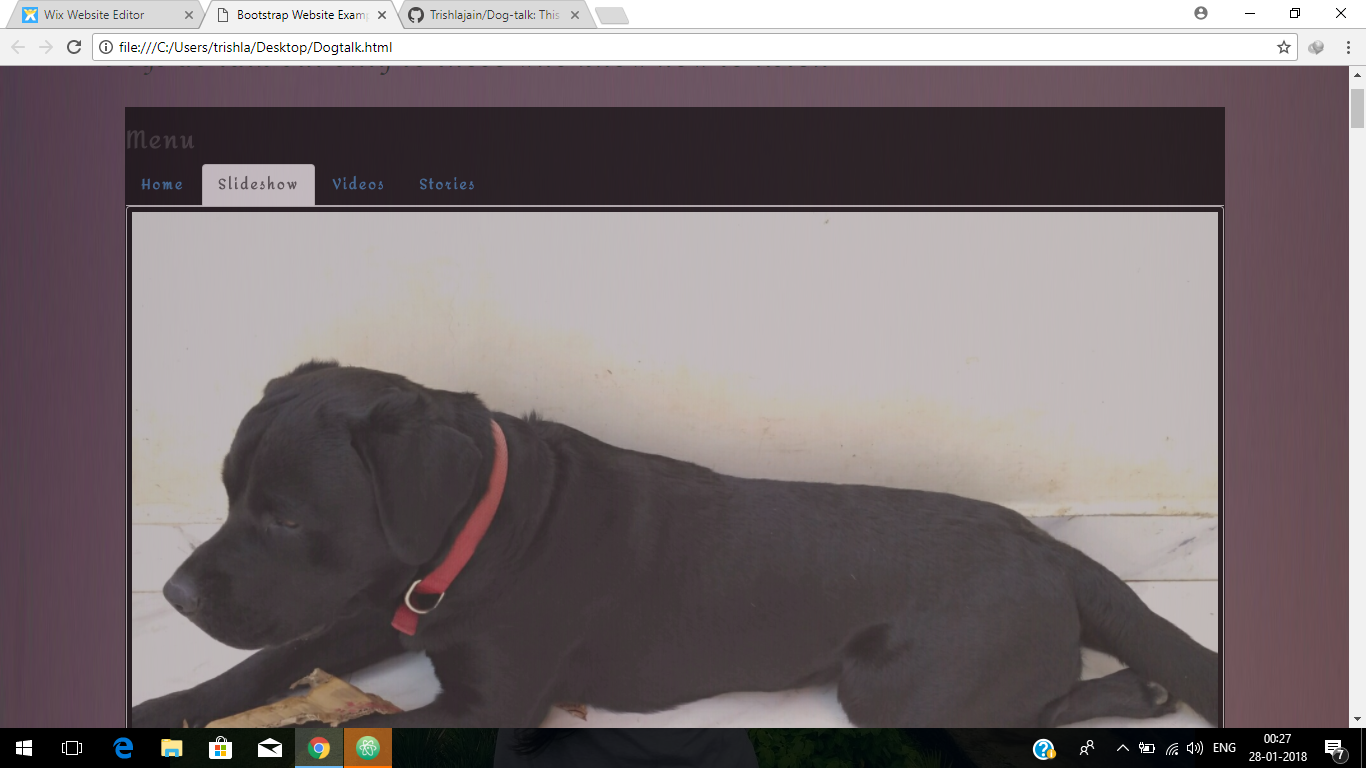 Wix Website Editor
Bootstrap Website Examp
Trishlajain/Dog-talk: This
file:///C:/Users/trishla/Desktop/Dogtalk.html
Menu
Home Slideshow Videos Stories
ENG
00:27
28-01-2018
7